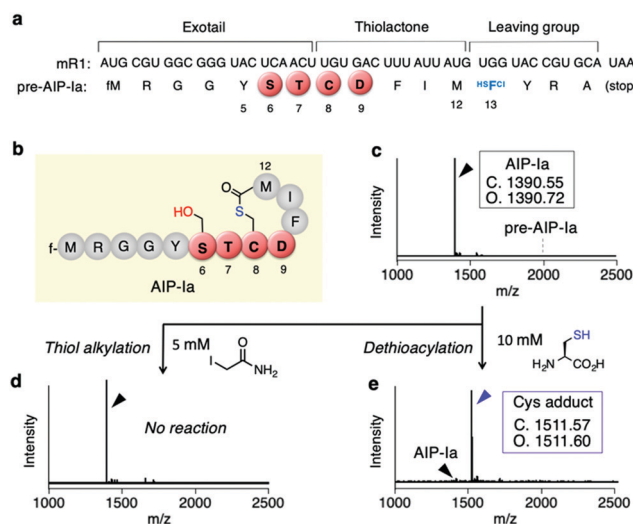 a
Exotail Thiolactone Leaving group
mR1: AUG CGU GGC GGG UAC UCAACU UGU GAC UUU AUU AUG UGG UAC CGU GCA UAA
pre-AIP-Ia: fM R G G Y S T C D F I M HSFCl Y R A (stop)
5 6 7 8 9 12 13
b
12
O M I
HO S F
f- M R G G Y S T C D
6 7 8 9
AIP-Ia
c
Intensity
AIP-Ia
C. 1390.55
O. 1390.72
pre-AIP-Ia
1000 1500 2000 2500
m/z
Thiol alkylation 5 mM
I O NH2
Dethioacylation 10 mM
SH
H2N CO2H
d
Intensity
No reaction
1000 1500 2000 2500
m/z
e
Intensity
Cys adduct
C. 1511.57
O. 1511.60
AIP-Ia
1000 1500 2000 2500
m/z